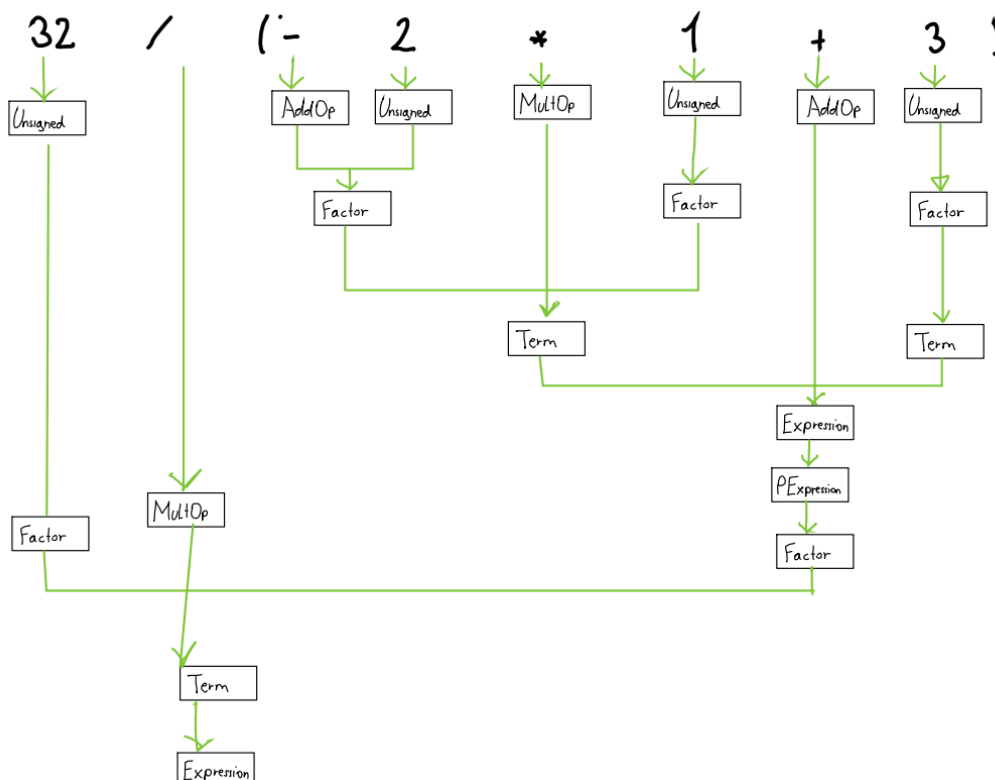 32 / (- 2 * 1 + 3 )
Unsigned AddOp Unsigned MultOp Unsigned AddOp Unsigned
Factor Factor Factor
Term Term
Expression
PExpression
MultOp
Factor Factor
Term
Expression